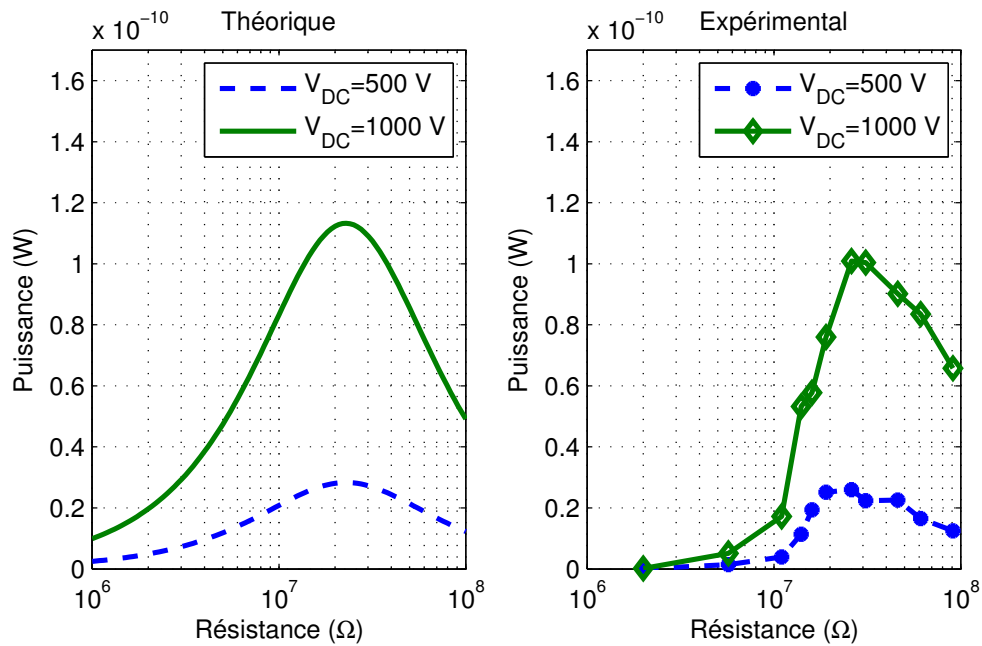 x 10^-10
Théorique
1.6
1.4
1.2
1
0.8
0.6
0.4
0.2
0
Puissance (W)
V_DC=500 V
V_DC=1000 V
10^6
10^7
10^8
Résistance (Ω)
x 10^-10
Expérimental
1.6
1.4
1.2
1
0.8
0.6
0.4
0.2
0
Puissance (W)
V_DC=500 V
V_DC=1000 V
10^6
10^7
10^8
Résistance (Ω)